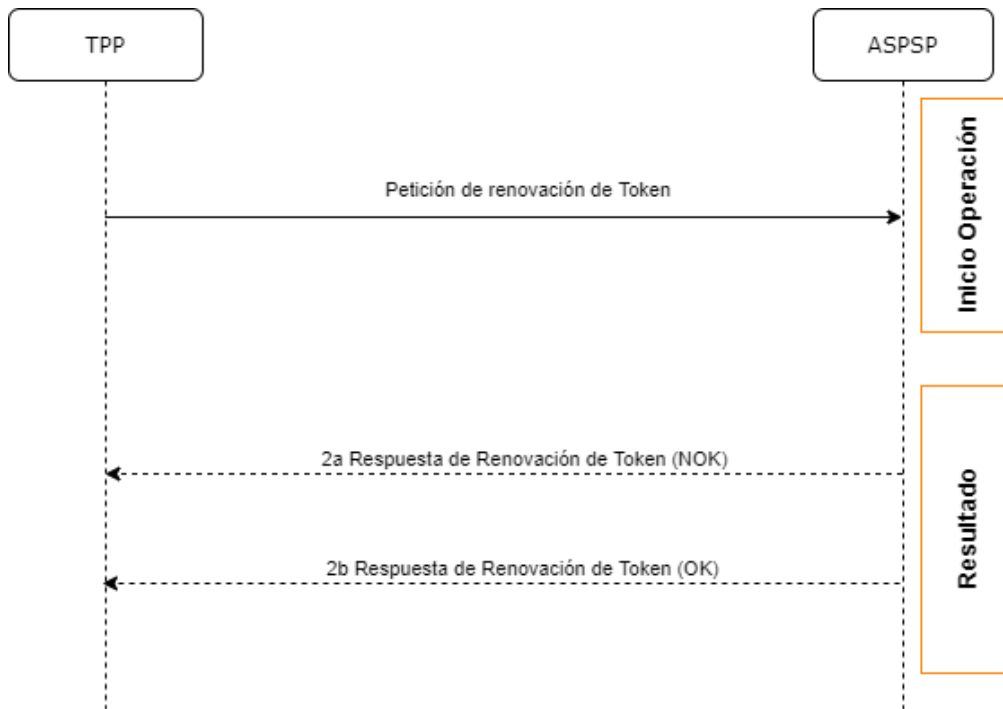 TPP
ASPSP
Inicio Operación
Petición de renovación de Token
2a Respuesta de Renovación de Token (NOK)
Resultado
2b Respuesta de Renovación de Token (OK)